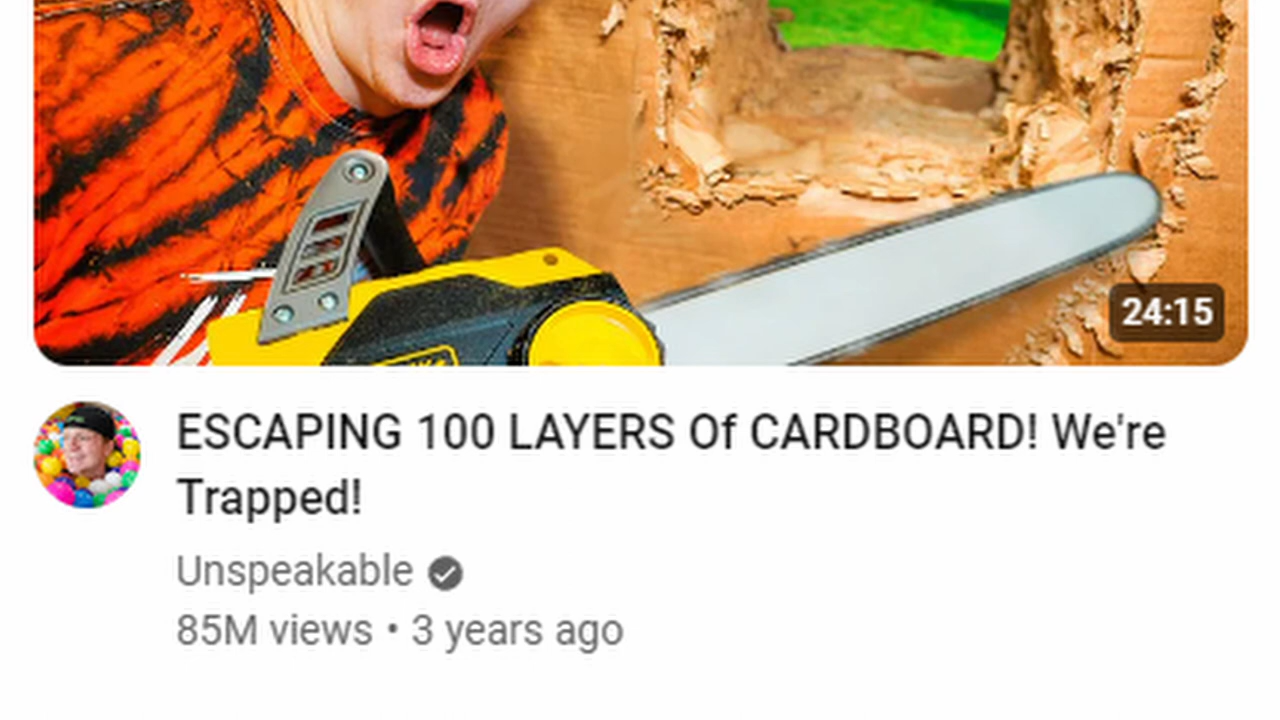 24:15
ESCAPING 100 LAYERS Of CARDBOARD! We're
Trapped!
Unspeakable
85M views • 3 years ago